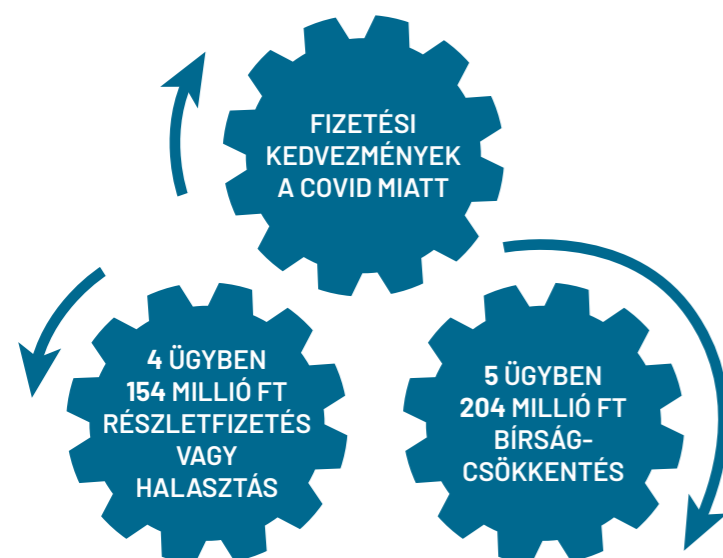 FIZETÉSI
KEDVEZMÉNYEK
A COVID MIATT
4 ÜGYBEN
154 MILLIÓ FT
RÉSZLETFIZETÉS
VAGY
HALASZTÁS
5 ÜGYBEN
204 MILLIÓ FT
BÍRSÁG-
CSÖKKENTÉS